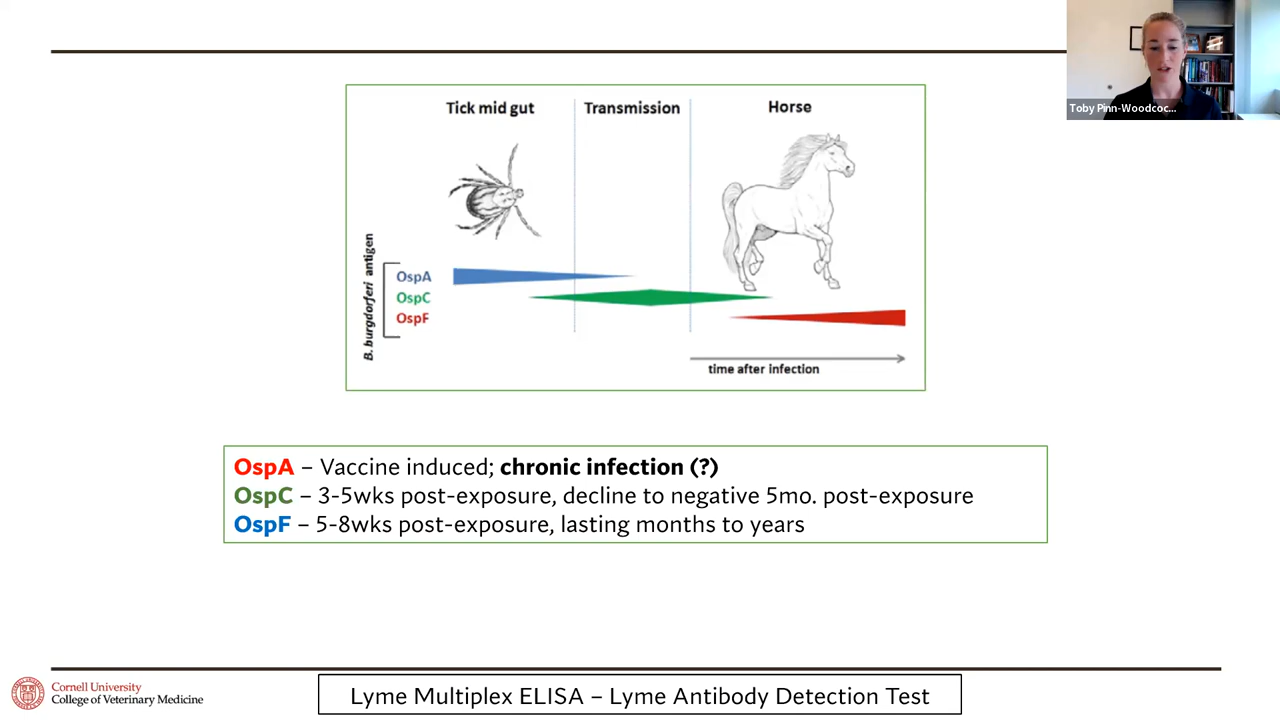 Toby Pinn-Woodcoc...
Tick mid gut Transmission Horse
B. burgdorferi antigen
OspA
OspC
OspF
time after infection
OspA – Vaccine induced; chronic infection (?)
OspC – 3-5wks post-exposure, decline to negative 5mo. post-exposure
OspF – 5-8wks post-exposure, lasting months to years
Cornell University
College of Veterinary Medicine
Lyme Multiplex ELISA – Lyme Antibody Detection Test